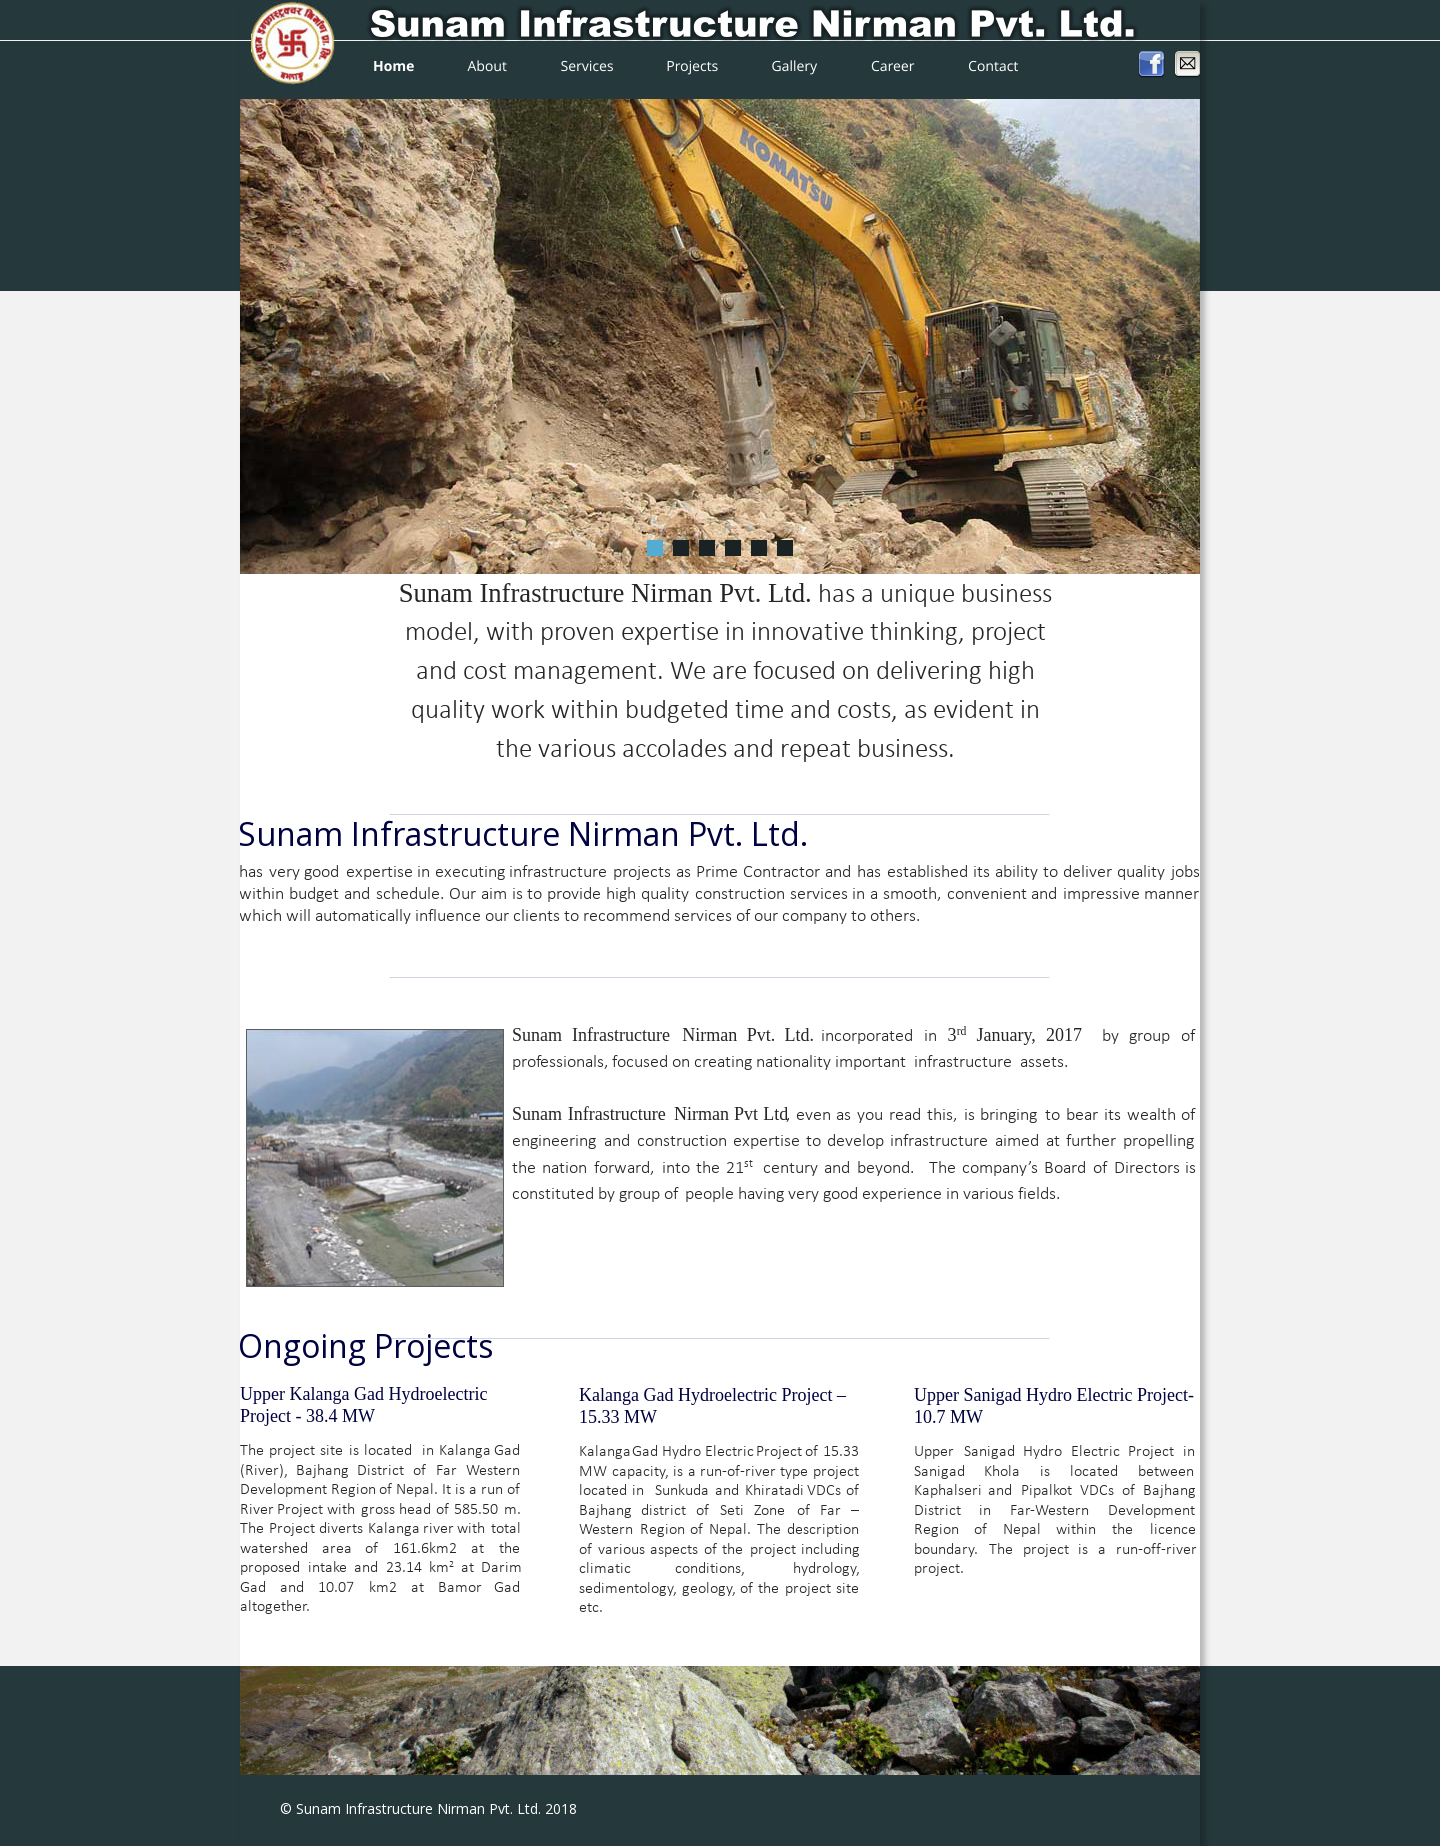 Sunam Infrastructure Nirman Pvt. Ltd.
Home About Services Projects Gallery Career Contact
KOMATSU
Sunam Infrastructure Nirman Pvt. Ltd. has a unique business
model, with proven expertise in innovative thinking, project
and cost management. We are focused on delivering high
quality work within budgeted time and costs, as evident in
the various accolades and repeat business.
Sunam Infrastructure Nirman Pvt. Ltd.
has very good expertise in executing infrastructure projects as Prime Contractor and has established its ability to deliver quality jobs
within budget and schedule. Our aim is to provide high quality construction services in a smooth, convenient and impressive manner
which will automatically influence our clients to recommend services of our company to others.
Sunam Infrastructure Nirman Pvt. Ltd. incorporated in 3rd January, 2017 by group of
professionals, focused on creating nationality important infrastructure assets.
Sunam Infrastructure Nirman Pvt Ltd, even as you read this, is bringing to bear its wealth of
engineering and construction expertise to develop infrastructure aimed at further propelling
the nation forward, into the 21st century and beyond. The company’s Board of Directors is
constituted by group of people having very good experience in various fields.
Ongoing Projects
Upper Kalanga Gad Hydroelectric
Project - 38.4 MW
The project site is located in Kalanga Gad
(River), Bajhang District of Far Western
Development Region of Nepal. It is a run of
River Project with gross head of 585.50 m.
The Project diverts Kalanga river with total
watershed area of 161.6km2 at the
proposed intake and 23.14 km² at Darim
Gad and 10.07 km2 at Bamor Gad
altogether.
Kalanga Gad Hydroelectric Project –
15.33 MW
Kalanga Gad Hydro Electric Project of 15.33
MW capacity, is a run-of-river type project
located in Sunkuda and Khiratadi VDCs of
Bajhang district of Seti Zone of Far –
Western Region of Nepal. The description
of various aspects of the project including
climatic conditions, hydrology,
sedimentology, geology, of the project site
etc.
Upper Sanigad Hydro Electric Project-
10.7 MW
Upper Sanigad Hydro Electric Project in
Sanigad Khola is located between
Kaphalseri and Pipalkot VDCs of Bajhang
District in Far-Western Development
Region of Nepal within the licence
boundary. The project is a run-off-river
project.
© Sunam Infrastructure Nirman Pvt. Ltd. 2018